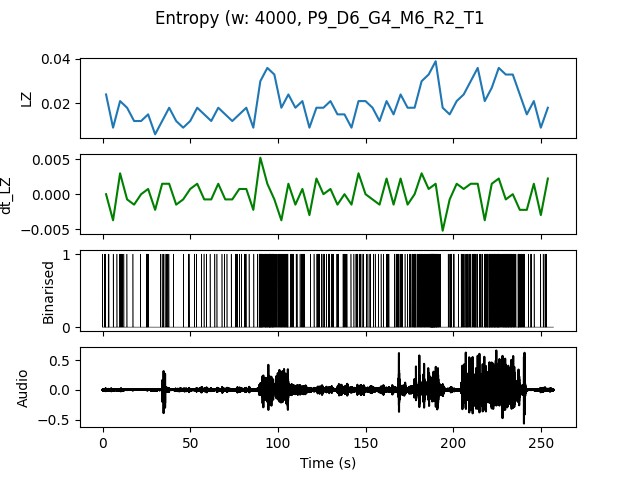 Entropy (w: 4000, P9_D6_G4_M6_R2_T1
0.04
0.02
LZ
0.005
0.000
−0.005
dt_LZ
1
0
Binarised
0.5
0.0
−0.5
Audio
0 50 100 150 200 250
Time (s)